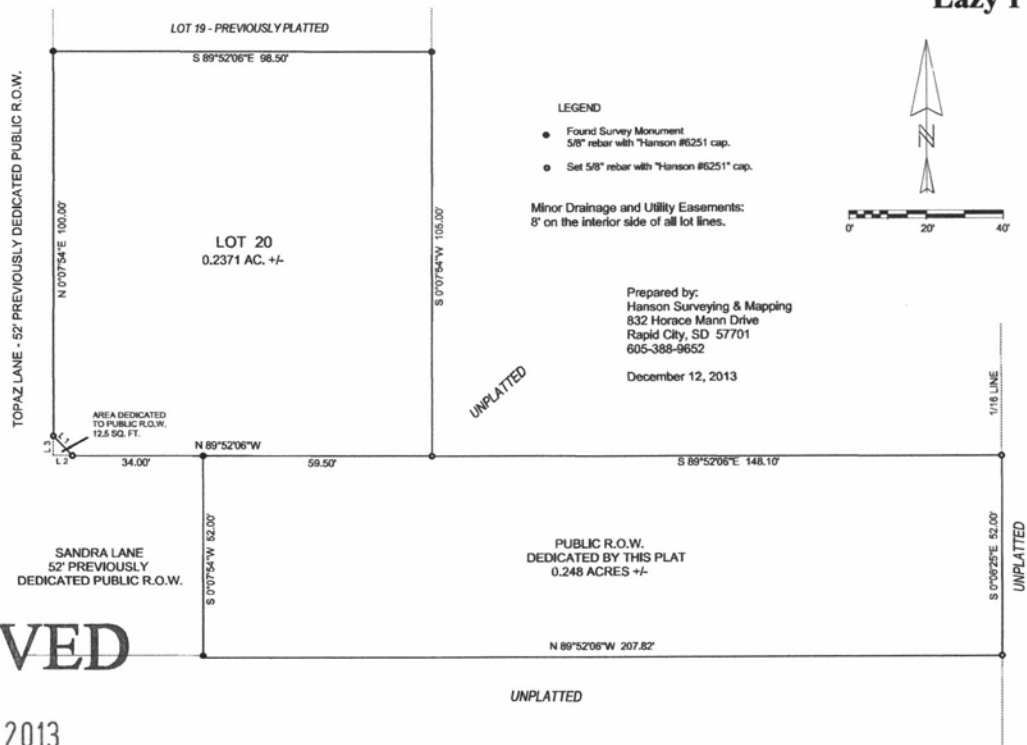 Lazy
LOT 19 - PREVIOUSLY PLATTED
S 89°52'06"E 98.50'
TOPAZ LANE - 52' PREVIOUSLY DEDICATED PUBLIC R.O.W.
N 0°07'54"E 100.00'
LOT 20
0.2371 AC. +/-
S 0°07'54"W 105.00'
LEGEND
Found Survey Monument
5/8" rebar with "Hanson #6251 cap.
Set 5/8" rebar with "Hanson #6251" cap.
Minor Drainage and Utility Easements:
8' on the interior side of all lot lines.
N
0' 20' 40'
Prepared by:
Hanson Surveying & Mapping
832 Horace Mann Drive
Rapid City, SD 57701
605-388-9652
December 12, 2013
UNPLATTED
1/16 LINE
AREA DEDICATED
TO PUBLIC R.O.W.
12.5 SQ. FT.
L 1
L 3
L 2
34.00'
N 89°52'06"W
59.50'
S 89°52'06"E 148.10'
SANDRA LANE
52' PREVIOUSLY
DEDICATED PUBLIC R.O.W.
S 0°07'54"W 52.00'
PUBLIC R.O.W.
DEDICATED BY THIS PLAT
0.248 ACRES +/-
S 0°08'25"E 52.00'
UNPLATTED
VED
N 89°52'06"W 207.82'
UNPLATTED
2013